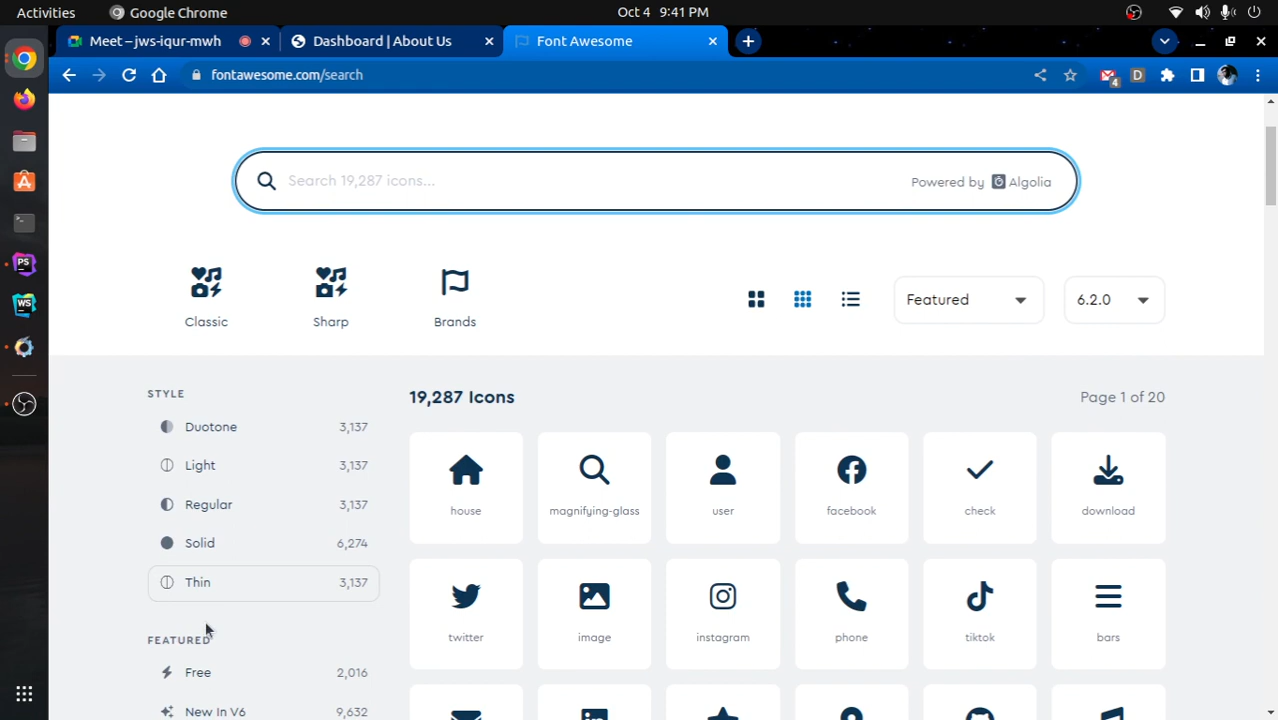 Activities
Google Chrome
Oct 4 9:41 PM
Meet – jws-iqur-mwh
Dashboard | About Us
Font Awesome
fontawesome.com/search
4
D
Search 19,287 icons...
Powered by Algolia
Classic
Sharp
Brands
Featured
6.2.0
STYLE
19,287 Icons
Page 1 of 20
Duotone 3,137
Light 3,137
Regular 3,137
Solid 6,274
Thin 3,137
house
magnifying-glass
user
facebook
check
download
twitter
image
instagram
phone
tiktok
bars
FEATURED
Free 2,016
New In V6 9,632
PS
WS